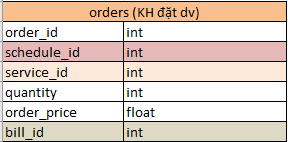 orders (KH đặt dv)
order_id int
schedule_id int
service_id int
quantity int
order_price float
bill_id int